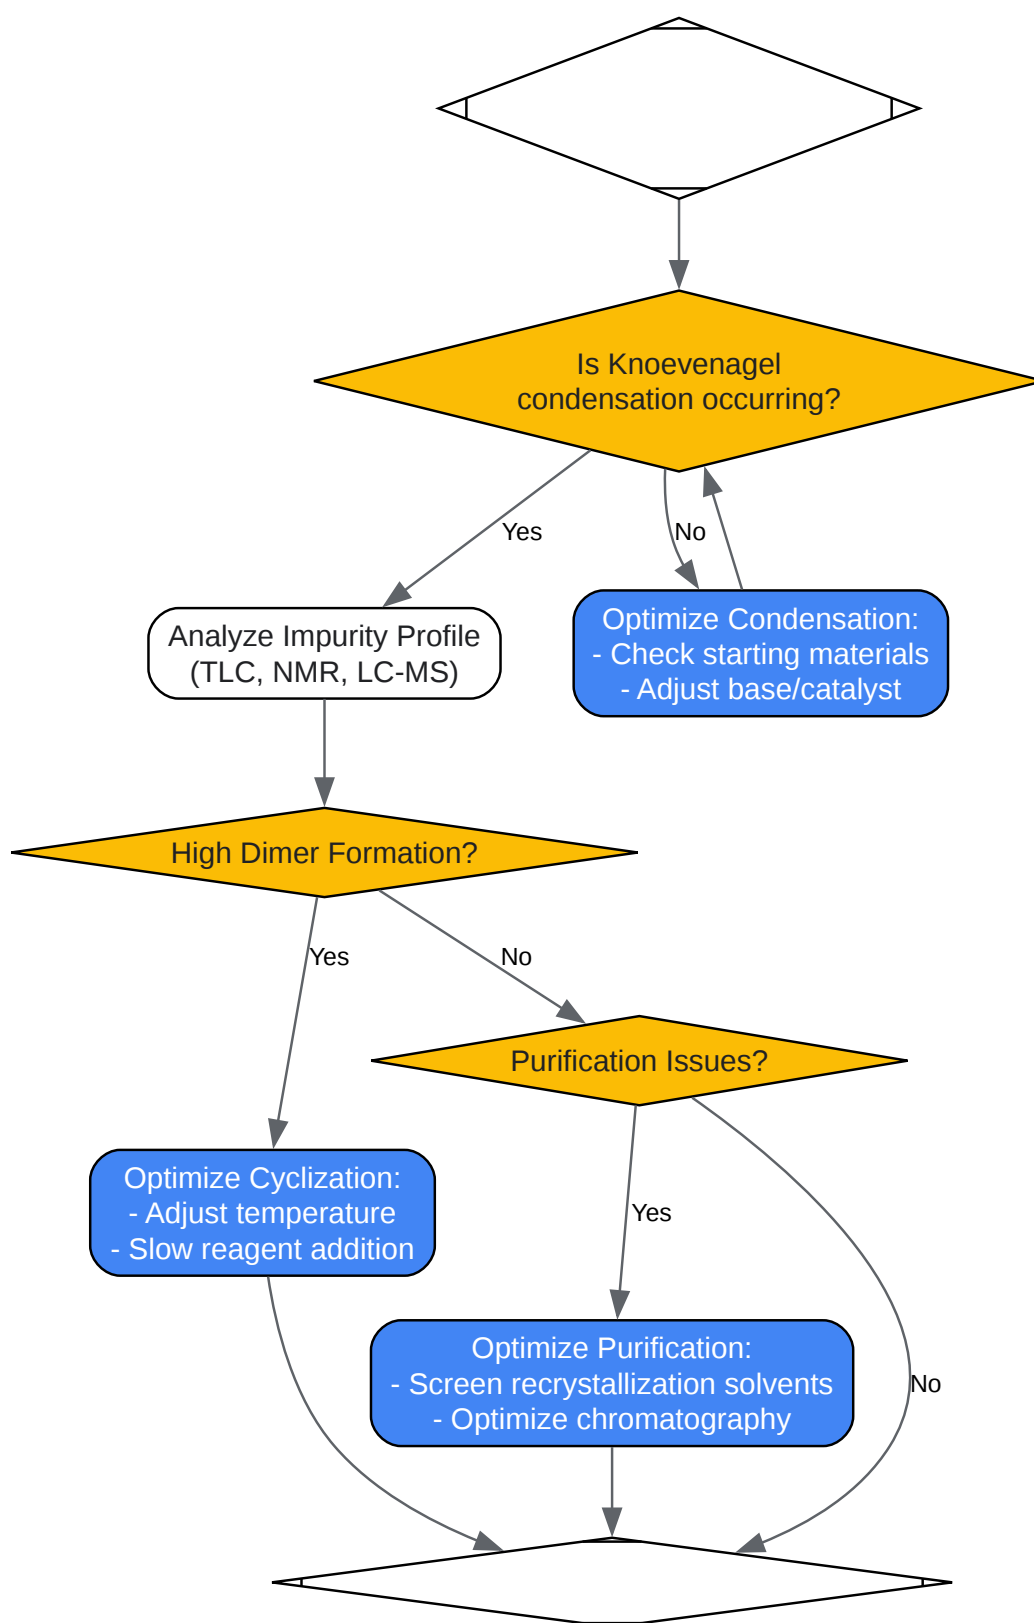 Is Knoevenagel
condensation occurring?
Yes
No
Analyze Impurity Profile
(TLC, NMR, LC-MS)
Optimize Condensation:
- Check starting materials
- Adjust base/catalyst
High Dimer Formation?
Yes
No
Purification Issues?
Optimize Cyclization:
- Adjust temperature
- Slow reagent addition
Yes
Optimize Purification:
- Screen recrystallization solvents
- Optimize chromatography
No